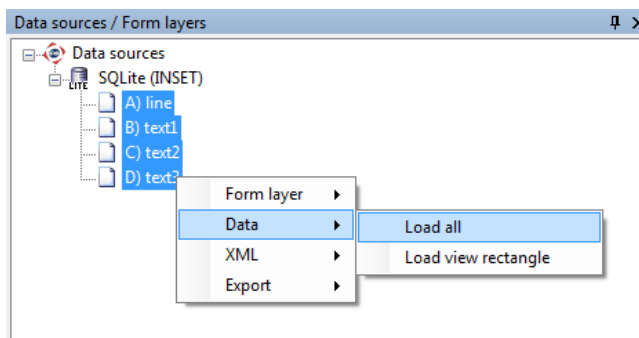 Data sources / Form layers
Data sources
LITE SQLite (INSET)
A) line
B) text1
C) text2
D) text3
Form layer
Data
XML
Export
Load all
Load view rectangle